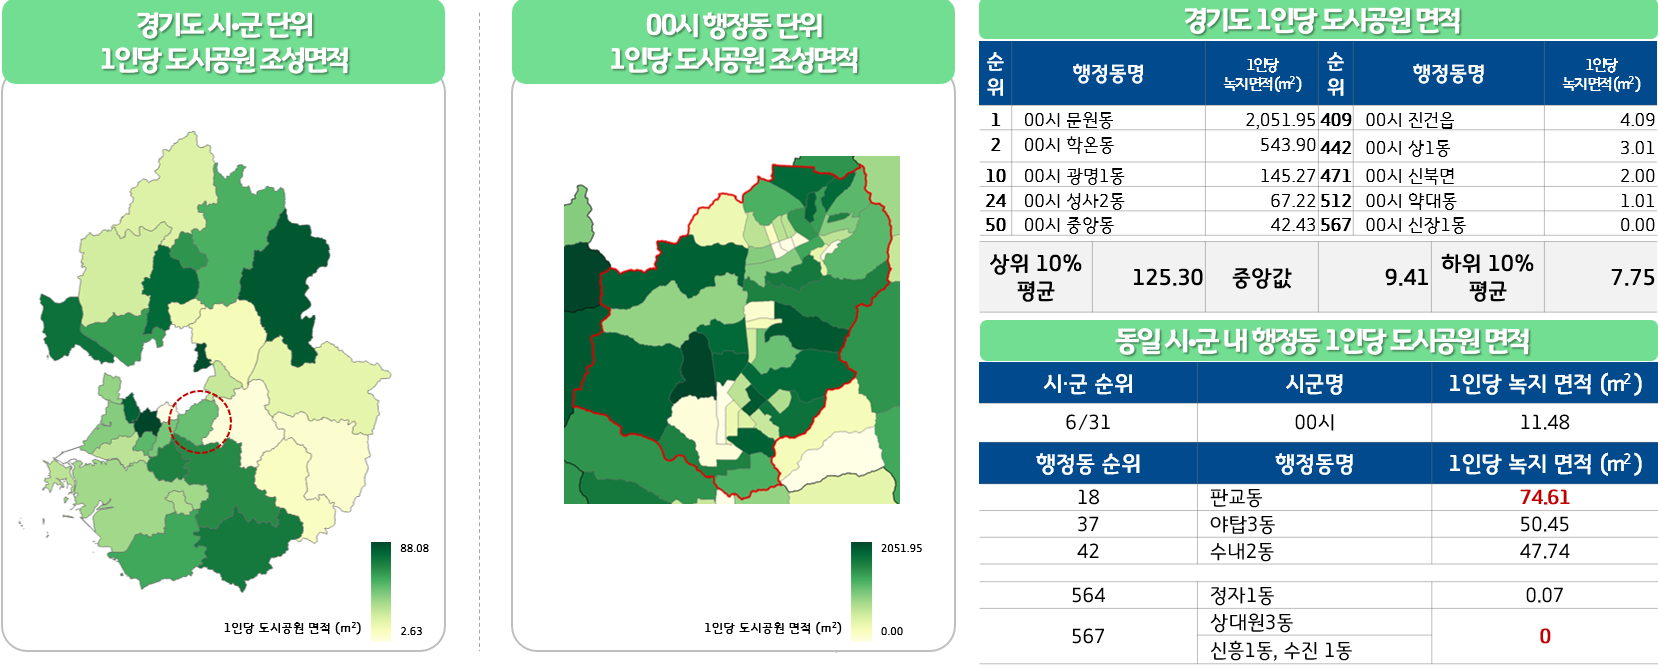 경기도 시•군 단위
1인당 도시공원 조성면적
88.08
1인당 도시공원 면적 (m²)
2.63
00시 행정동 단위
1인당 도시공원 조성면적
2051.95
1인당 도시공원 면적 (m²)
0.00
경기도 1인당 도시공원 면적
순위 행정동명 1인당 녹지면적(m²) 순위 행정동명 1인당 녹지면적(m²)
1 00시 문원동 2,051.95 409 00시 진건읍 4.09
2 00시 학온동 543.90 442 00시 상1동 3.01
10 00시 광명1동 145.27 471 00시 신북면 2.00
24 00시 성사2동 67.22 512 00시 약대동 1.01
50 00시 중앙동 42.43 567 00시 신장1동 0.00
상위 10% 평균 125.30 중앙값 9.41 하위 10% 평균 7.75
동일 시•군 내 행정동 1인당 도시공원 면적
시·군 순위 시군명 1인당 녹지 면적 (m²)
6/31 00시 11.48
행정동 순위 행정동명 1인당 녹지 면적 (m²)
18 판교동 74.61
37 야탑3동 50.45
42 수내2동 47.74
564 정자1동 0.07
567 상대원3동 0
신흥1동, 수진 1동